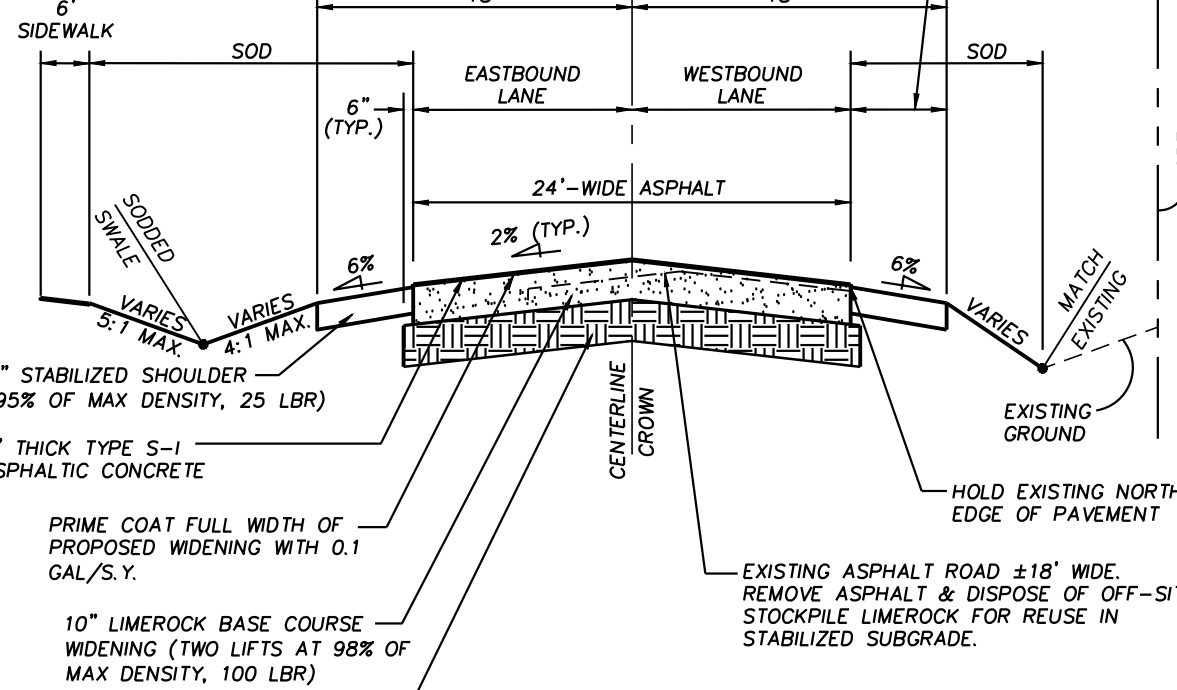 6'
SIDEWALK
SOD
EASTBOUND
LANE
WESTBOUND
LANE
SOD
6"
(TYP.)
24'-WIDE ASPHALT
2% (TYP.)
SODDED
SWALE
6%
6%
VARIES
5:1 MAX.
VARIES
4:1 MAX.
VARIES
MATCH
EXISTING
" STABILIZED SHOULDER
95% OF MAX DENSITY, 25 LBR)
THICK TYPE S-I
SPHALTIC CONCRETE
CENTERLINE
CROWN
EXISTING
GROUND
HOLD EXISTING NORTH
EDGE OF PAVEMENT
PRIME COAT FULL WIDTH OF
PROPOSED WIDENING WITH 0.1
GAL/S.Y.
EXISTING ASPHALT ROAD ±18' WIDE.
REMOVE ASPHALT & DISPOSE OF OFF-SI
STOCKPILE LIMEROCK FOR REUSE IN
STABILIZED SUBGRADE.
10" LIMEROCK BASE COURSE
WIDENING (TWO LIFTS AT 98% OF
MAX DENSITY, 100 LBR)